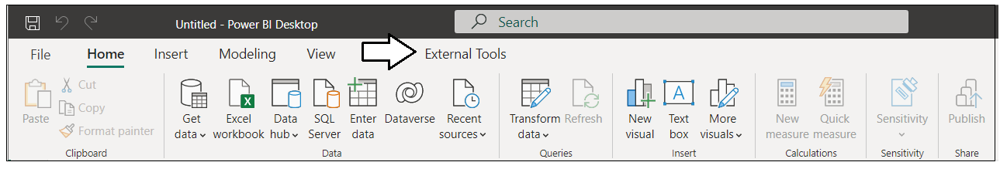 Untitled - Power BI Desktop
Search
File Home Insert Modeling View External Tools
Paste
Cut
Copy
Format painter
Clipboard
Get data
Excel workbook
X
Data hub
SQL Server
Enter data
Dataverse
Recent sources
Data
Transform data
Refresh
Queries
New visual
A
Text box
More visuals
Insert
New measure
Quick measure
Calculations
Sensitivity
Sensitivity
Publish
Share